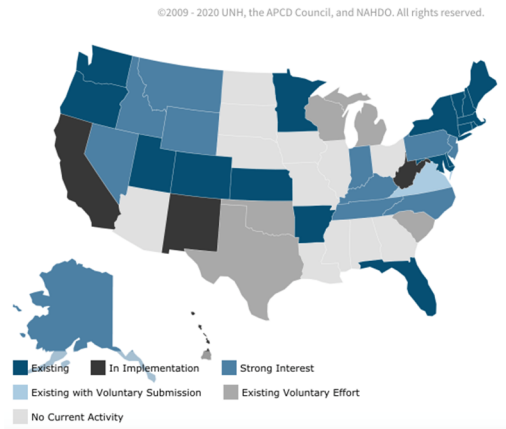 ©2009 - 2020 UNH, the APCD Council, and NAHDO. All rights reserved.
Existing
In Implementation
Strong Interest
Existing with Voluntary Submission
Existing Voluntary Effort
No Current Activity